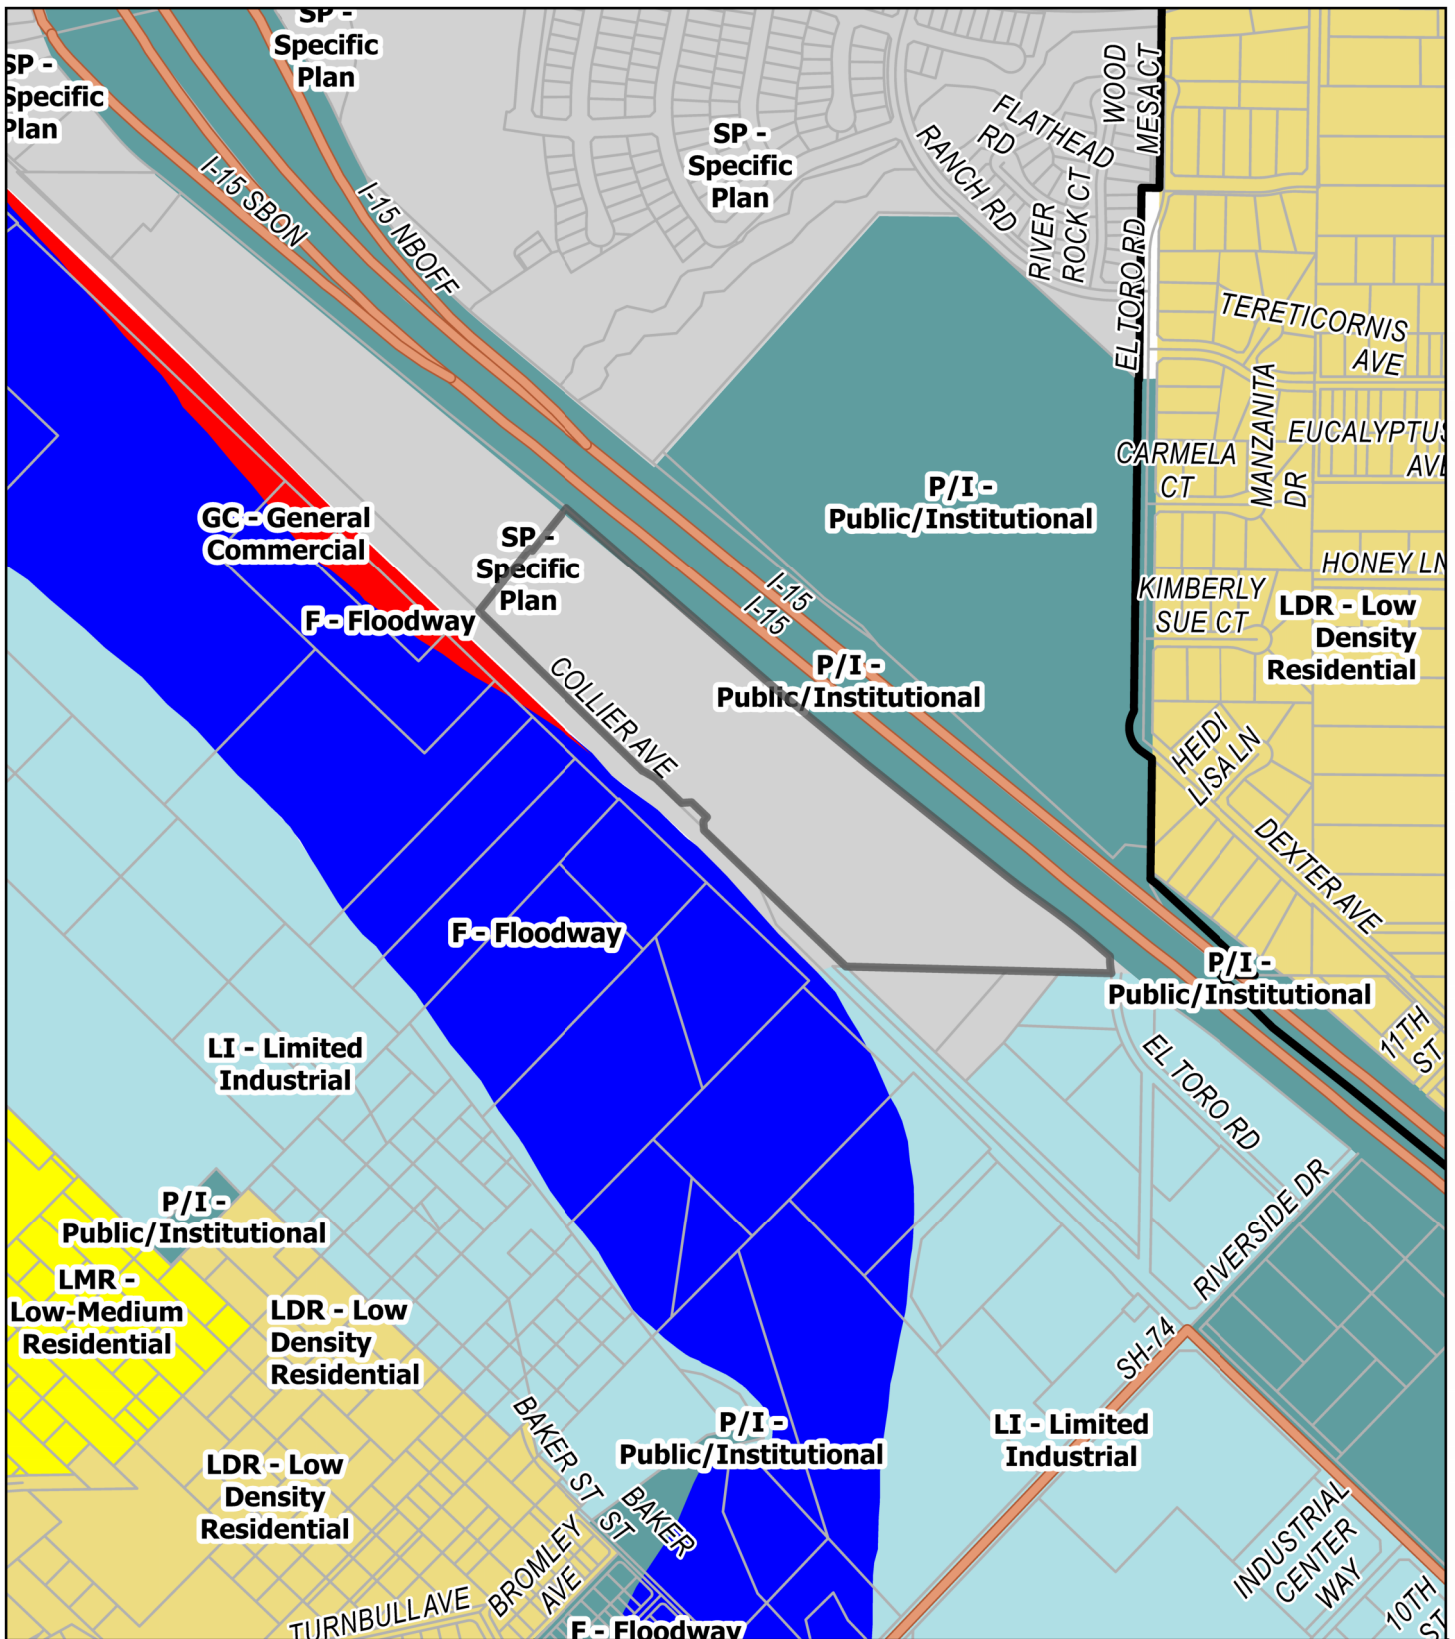 SP -
Specific
Plan
SP -
Specific
Plan
SP -
Specific
Plan
WOOD
MESA CT
FLATHEAD
RD
RANCH RD
RIVER
ROCK CT
EL TORO RD
I-15 SBON
I-15 NBOFF
TERETICORNIS
AVE
MANZANITA
DR
EUCALYPTUS
AVE
CARMELA
CT
P/I -
Public/Institutional
GC - General
Commercial
SP -
Specific
Plan
HONEY LN
KIMBERLY
SUE CT
LDR - Low
Density
Residential
I-15
I-15
F - Floodway
COLLIER AVE
P/I -
Public/Institutional
HEIDI
LISA LN
DEXTER AVE
F - Floodway
P/I -
Public/Institutional
11TH
ST
LI - Limited
Industrial
EL TORO RD
RIVERSIDE DR
P/I -
Public/Institutional
LMR -
Low-Medium
Residential
LDR - Low
Density
Residential
SH-74
BAKER ST
P/I -
Public/Institutional
LI - Limited
Industrial
LDR - Low
Density
Residential
BAKER
ST
BROMLEY
AVE
INDUSTRIAL
CENTER
WAY
10TH
ST
TURNBULL AVE
F - Floodway